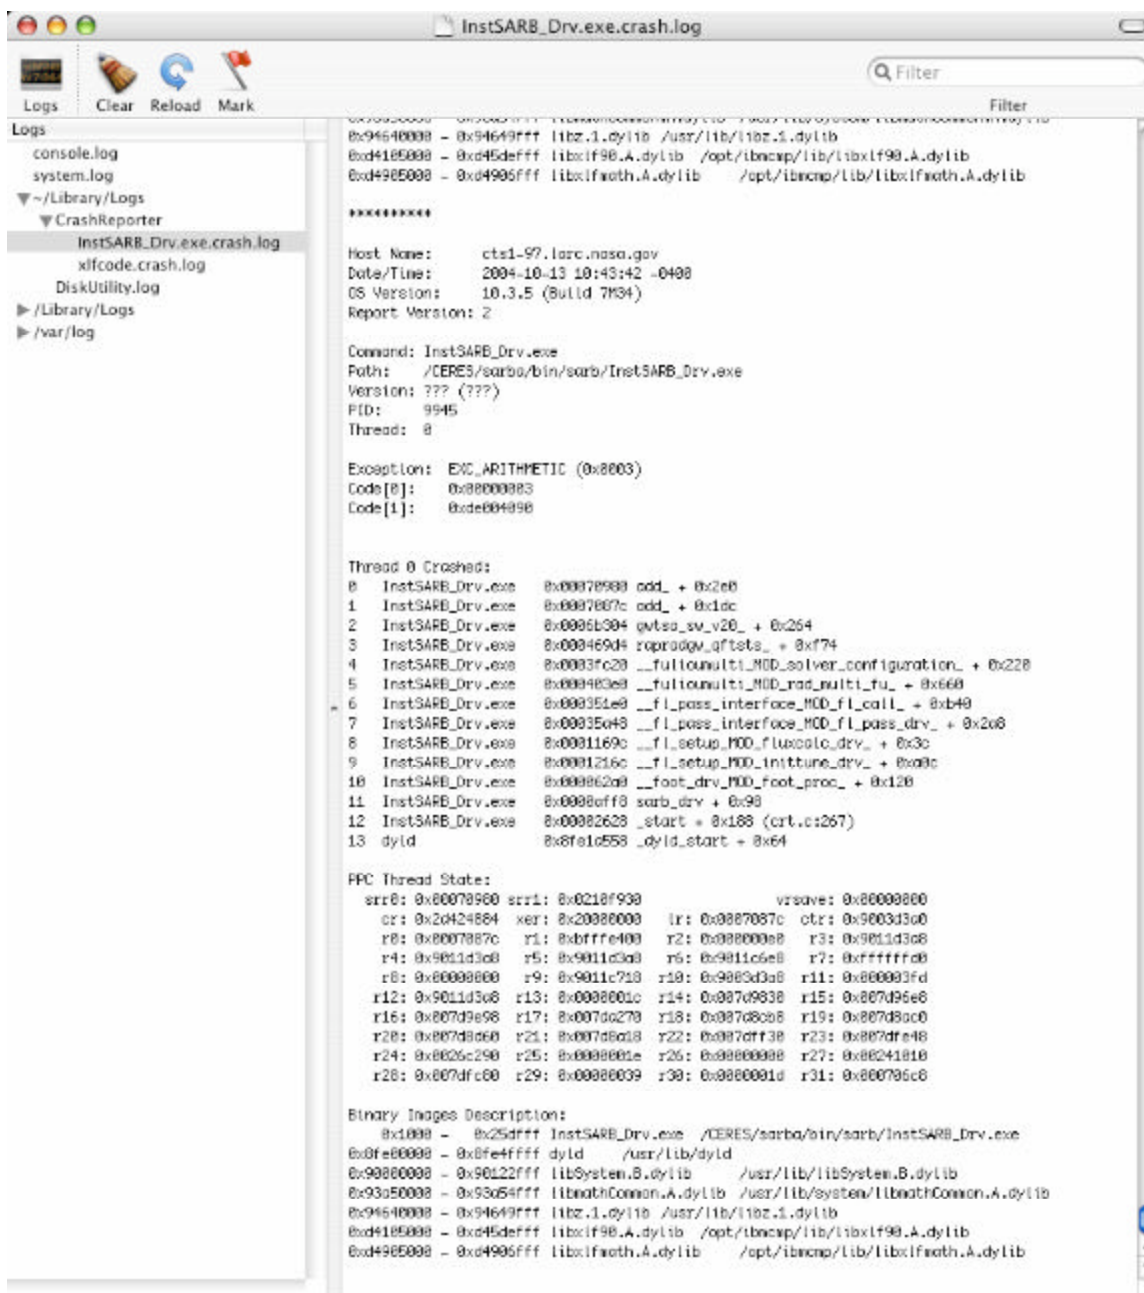 InstSARB_Drv.exe.crash.log
Logs
Clear
Reload
Mark
Filter
Filter
Logs
console.log
system.log
~/Library/Logs
CrashReporter
InstSARB_Drv.exe.crash.log
xlfcode.crash.log
DiskUtility.log
/Library/Logs
/var/log
0x94640000 - 0x94649fff libz.1.dylib /usr/lib/libz.1.dylib
0xd4105000 - 0xd45defff libxlf90.A.dylib /opt/ibmcmp/lib/libxlf90.A.dylib
0xd4905000 - 0xd4906fff libxlfmath.A.dylib /opt/ibmcmp/lib/libxlfmath.A.dylib
**********
Host Name: cts1-97.larc.nasa.gov
Date/Time: 2004-10-13 10:43:42 -0400
OS Version: 10.3.5 (Build 7M34)
Report Version: 2
Command: InstSARB_Drv.exe
Path: /CERES/sarba/bin/sarb/InstSARB_Drv.exe
Version: ??? (???)
PID: 9945
Thread: 0
Exception: EXC_ARITHMETIC (0x0003)
Code[0]: 0x00000003
Code[1]: 0xde004090
Thread 0 Crashed:
0 InstSARB_Drv.exe 0x00070980 add_ + 0x2e0
1 InstSARB_Drv.exe 0x0007087c add_ + 0x1dc
2 InstSARB_Drv.exe 0x0006b304 gwtsa_sw_v20_ + 0x264
3 InstSARB_Drv.exe 0x000469d4 rapradgw_qftsts_ + 0xf74
4 InstSARB_Drv.exe 0x0003fc20 __fulioumulti_MOD_solver_configuration_ + 0x220
5 InstSARB_Drv.exe 0x000403e0 __fulioumulti_MOD_rad_multi_fu_ + 0x660
6 InstSARB_Drv.exe 0x000351e0 __fl_pass_interface_MOD_fl_call_ + 0xb40
7 InstSARB_Drv.exe 0x00035a48 __fl_pass_interface_MOD_fl_pass_drv_ + 0x2a8
8 InstSARB_Drv.exe 0x0001169c __fl_setup_MOD_fluxcalc_drv_ + 0x3c
9 InstSARB_Drv.exe 0x0001216c __fl_setup_MOD_inittune_drv_ + 0xa0c
10 InstSARB_Drv.exe 0x000062a0 __foot_drv_MOD_foot_proc_ + 0x120
11 InstSARB_Drv.exe 0x0000aff8 sarb_drv + 0x98
12 InstSARB_Drv.exe 0x00002628 _start + 0x188 (crt.c:267)
13 dyld 0x8fe1a558 _dyld_start + 0x64
PPC Thread State:
srr0: 0x00070980 srr1: 0x0210f930 vrsave: 0x00000000
cr: 0x2d424884 xer: 0x20000000 lr: 0x0007087c ctr: 0x9003d3a0
r0: 0x0007087c r1: 0xbfffe400 r2: 0x000000e0 r3: 0x9011d3a8
r4: 0x9011d3a8 r5: 0x9011d3a8 r6: 0x9011c6e8 r7: 0xffffffd0
r8: 0x00000000 r9: 0x9011c718 r10: 0x9003d3a8 r11: 0x000003fd
r12: 0x9011d3a8 r13: 0x0000001c r14: 0x007d9830 r15: 0x007d96e8
r16: 0x007d9e98 r17: 0x007da270 r18: 0x007d8cb8 r19: 0x007d8ac0
r20: 0x007d8d60 r21: 0x007d8a18 r22: 0x007dff30 r23: 0x007dfe48
r24: 0x0026c290 r25: 0x0000001e r26: 0x00000000 r27: 0x00241010
r28: 0x007dfc80 r29: 0x00000039 r30: 0x0000001d r31: 0x000706c8
Binary Images Description:
0x1000 - 0x25dfff InstSARB_Drv.exe /CERES/sarba/bin/sarb/InstSARB_Drv.exe
0x8fe00000 - 0x8fe4ffff dyld /usr/lib/dyld
0x90000000 - 0x90122fff libSystem.B.dylib /usr/lib/libSystem.B.dylib
0x93a50000 - 0x93a54fff libmathCommon.A.dylib /usr/lib/system/libmathCommon.A.dylib
0x94640000 - 0x94649fff libz.1.dylib /usr/lib/libz.1.dylib
0xd4105000 - 0xd45defff libxlf90.A.dylib /opt/ibmcmp/lib/libxlf90.A.dylib
0xd4905000 - 0xd4906fff libxlfmath.A.dylib /opt/ibmcmp/lib/libxlfmath.A.dylib